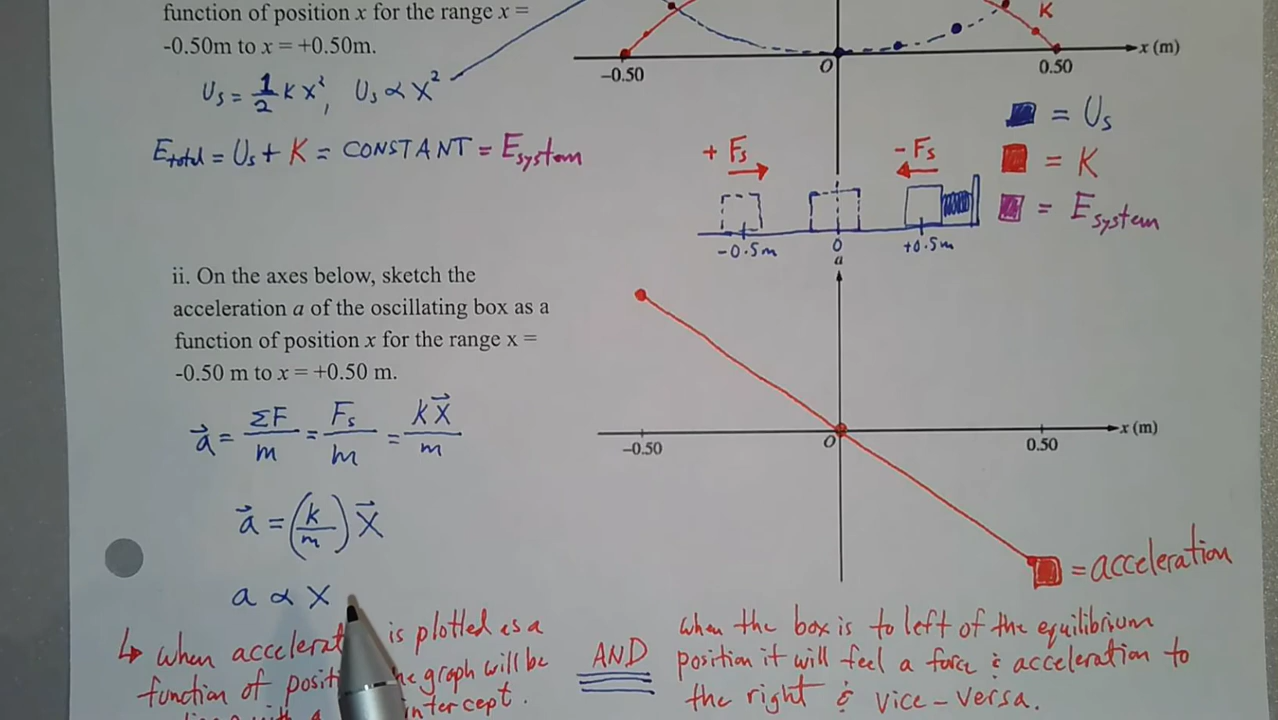 function of position x for the range x =
-0.50m to x = +0.50m.
Us = 1/2 K X², Us ∝ X²
Etotal = Us + K = CONSTANT = Esystem
K
-0.50
O
0.50
x (m)
= Us
= K
= Esystem
+ Fs
- Fs
-0.5m
0
+0.5m
ii. On the axes below, sketch the
acceleration a of the oscillating box as a
function of position x for the range x =
-0.50 m to x = +0.50 m.
a⃗ = ΣF/m = Fs/m = kX⃗/m
a⃗ = (k/m) X⃗
a ∝ X
a
-0.50
O
0.50
x (m)
= acceleration
↳ when is plotted as a
function of graph will be
intercept.
AND
when the box is to left of the equilibrium
position it will feel a force & acceleration to
the right & vice-versa.